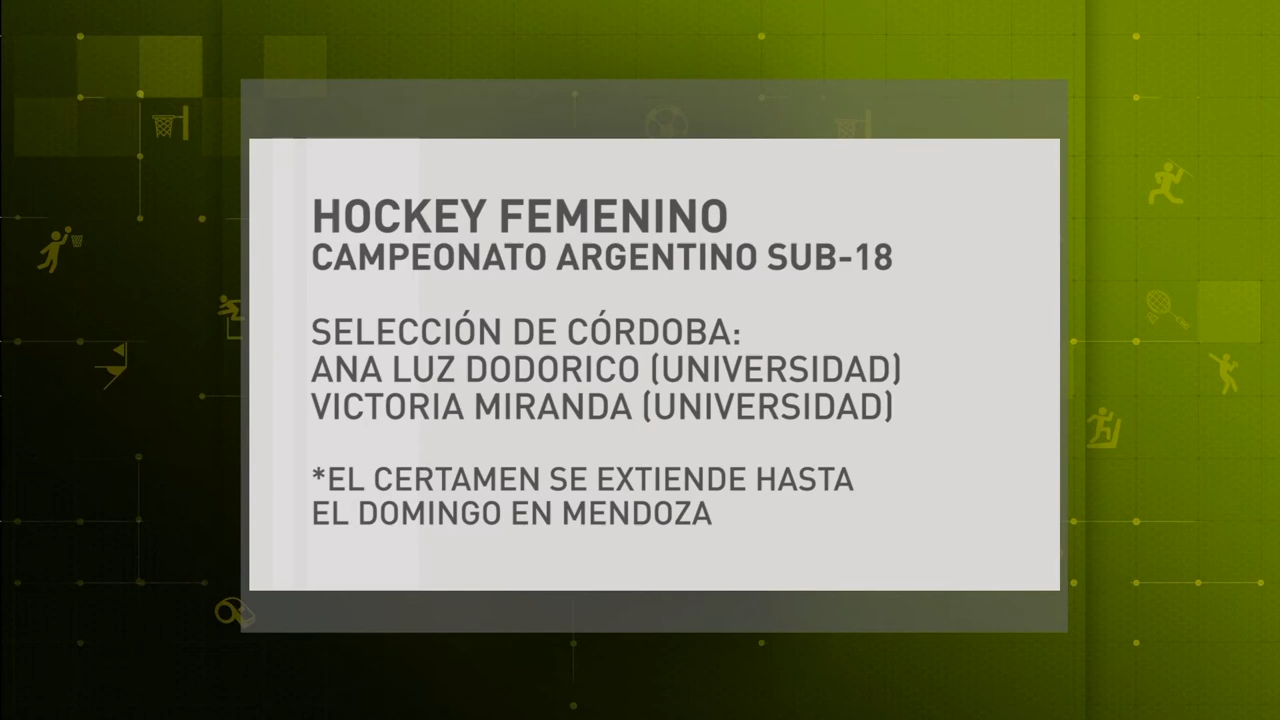 HOCKEY FEMENINO
CAMPEONATO ARGENTINO SUB-18
SELECCIÓN DE CÓRDOBA:
ANA LUZ DODORICO (UNIVERSIDAD)
VICTORIA MIRANDA (UNIVERSIDAD)
*EL CERTAMEN SE EXTIENDE HASTA
EL DOMINGO EN MENDOZA